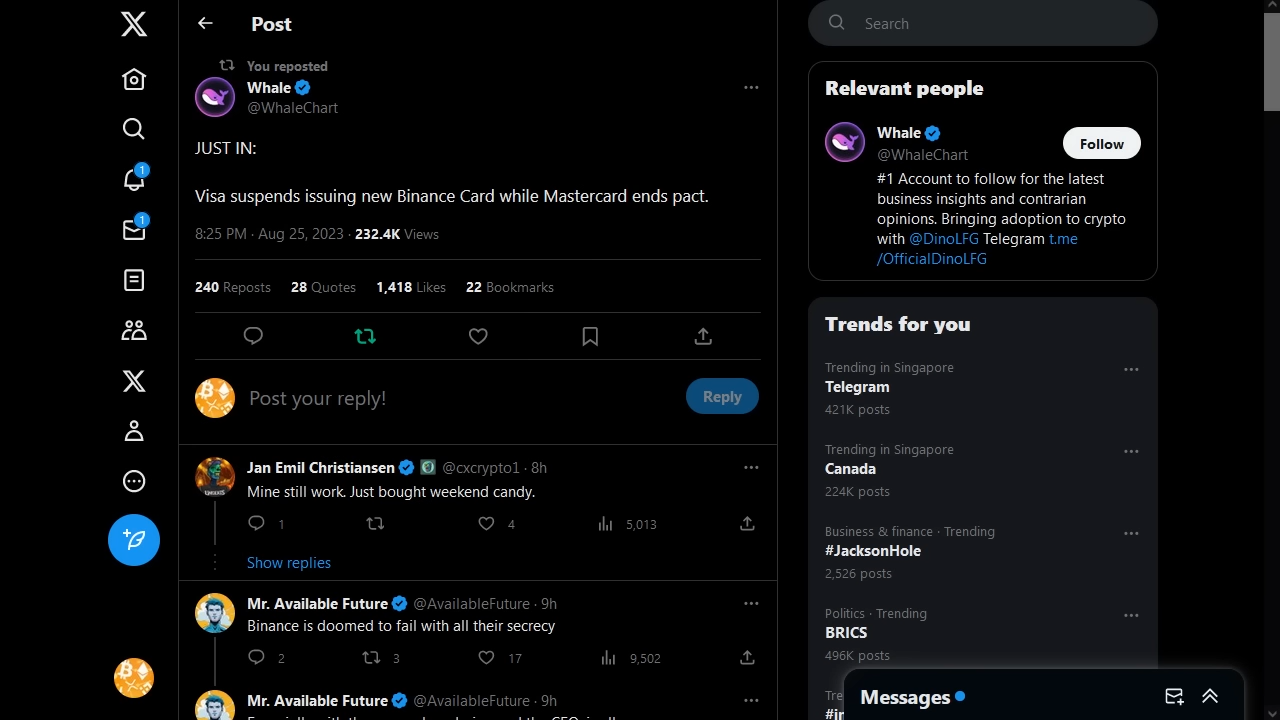 Post
You reposted
Whale
@WhaleChart
JUST IN:
Visa suspends issuing new Binance Card while Mastercard ends pact.
8:25 PM · Aug 25, 2023 · 232.4K Views
240 Reposts 28 Quotes 1,418 Likes 22 Bookmarks
Post your reply!
Reply
Jan Emil Christiansen @cxcrypto1 · 8h
Mine still work. Just bought weekend candy.
1 4 5,013
Show replies
Mr. Available Future @AvailableFuture · 9h
Binance is doomed to fail with all their secrecy
2 3 17 9,502
Mr. Available Future @AvailableFuture · 9h
1
1
Search
Relevant people
Whale
@WhaleChart
Follow
#1 Account to follow for the latest
business insights and contrarian
opinions. Bringing adoption to crypto
with @DinoLFG Telegram t.me
/OfficialDinoLFG
Trends for you
Trending in Singapore
Telegram
421K posts
Trending in Singapore
Canada
224K posts
Business & finance · Trending
#JacksonHole
2,526 posts
Politics · Trending
BRICS
496K posts
Messages